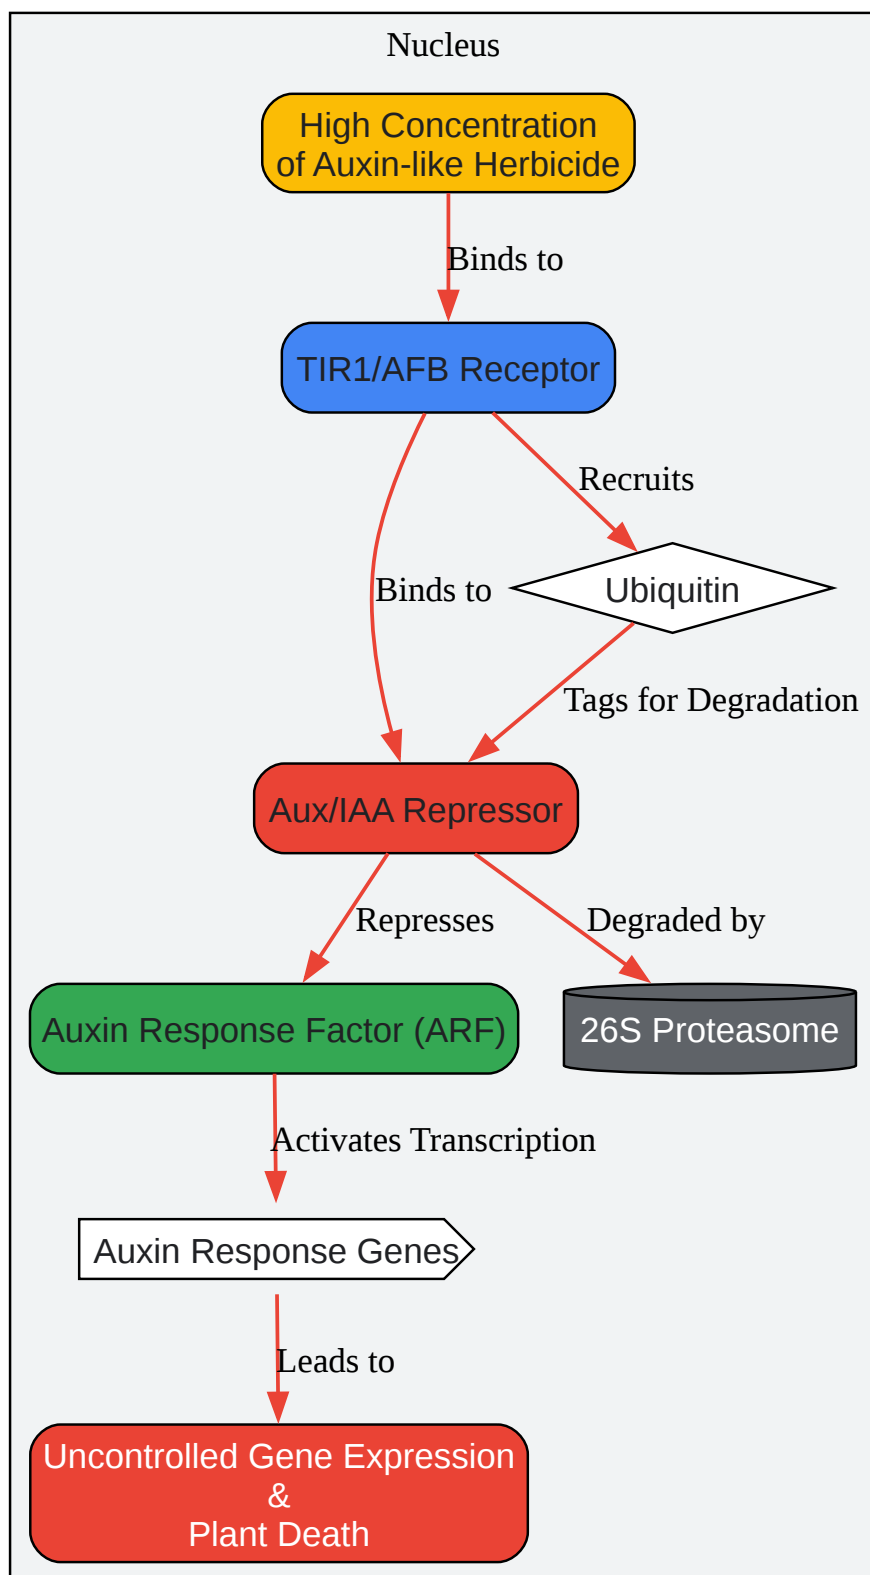 Nucleus
High Concentration
of Auxin-like Herbicide
Binds to
TIR1/AFB Receptor
Recruits
Binds to
Ubiquitin
Tags for Degradation
Aux/IAA Repressor
Represses
Degraded by
Auxin Response Factor (ARF)
26S Proteasome
Activates Transcription
Auxin Response Genes
Leads to
Uncontrolled Gene Expression
&
Plant Death